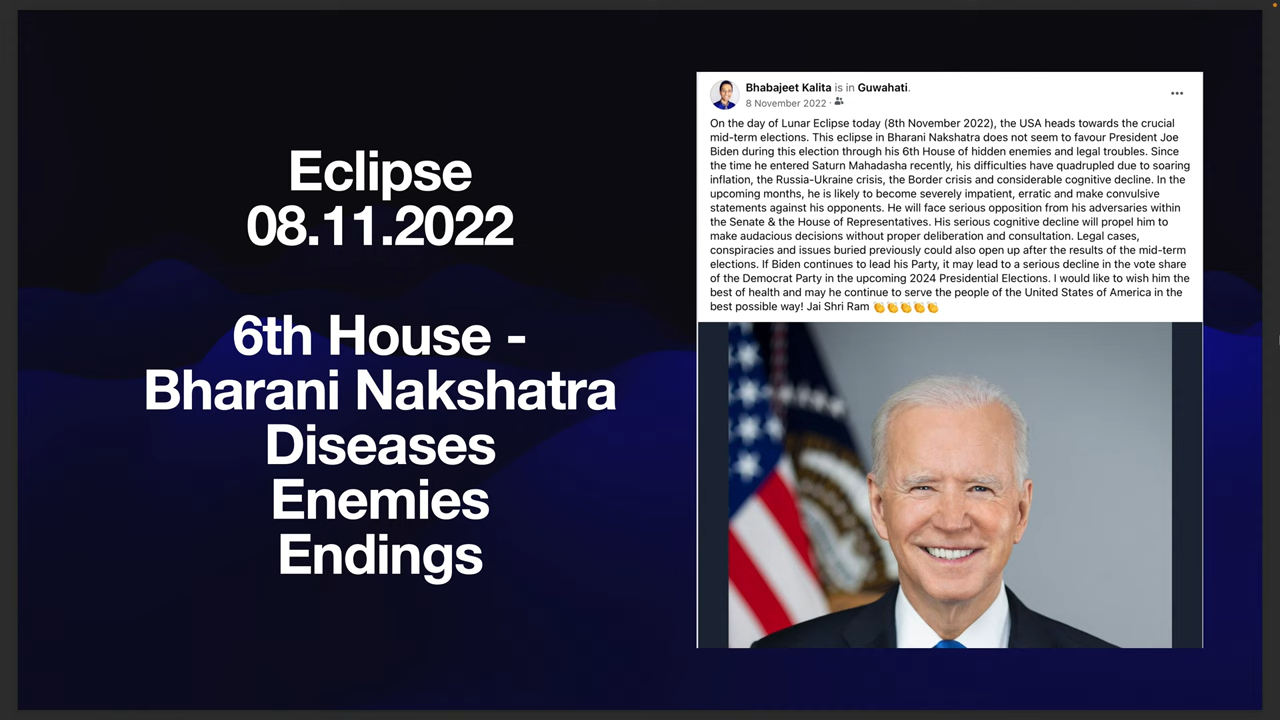 Eclipse
08.11.2022
6th House -
Bharani Nakshatra
Diseases
Enemies
Endings
Bhabajeet Kalita is in Guwahati.
8 November 2022 ·
On the day of Lunar Eclipse today (8th November 2022), the USA heads towards the crucial
mid-term elections. This eclipse in Bharani Nakshatra does not seem to favour President Joe
Biden during this election through his 6th House of hidden enemies and legal troubles. Since
the time he entered Saturn Mahadasha recently, his difficulties have quadrupled due to soaring
inflation, the Russia-Ukraine crisis, the Border crisis and considerable cognitive decline. In the
upcoming months, he is likely to become severely impatient, erratic and make convulsive
statements against his opponents. He will face serious opposition from his adversaries within
the Senate & the House of Representatives. His serious cognitive decline will propel him to
make audacious decisions without proper deliberation and consultation. Legal cases,
conspiracies and issues buried previously could also open up after the results of the mid-term
elections. If Biden continues to lead his Party, it may lead to a serious decline in the vote share
of the Democrat Party in the upcoming 2024 Presidential Elections. I would like to wish him the
best of health and may he continue to serve the people of the United States of America in the
best possible way! Jai Shri Ram 👏👏👏👏👏